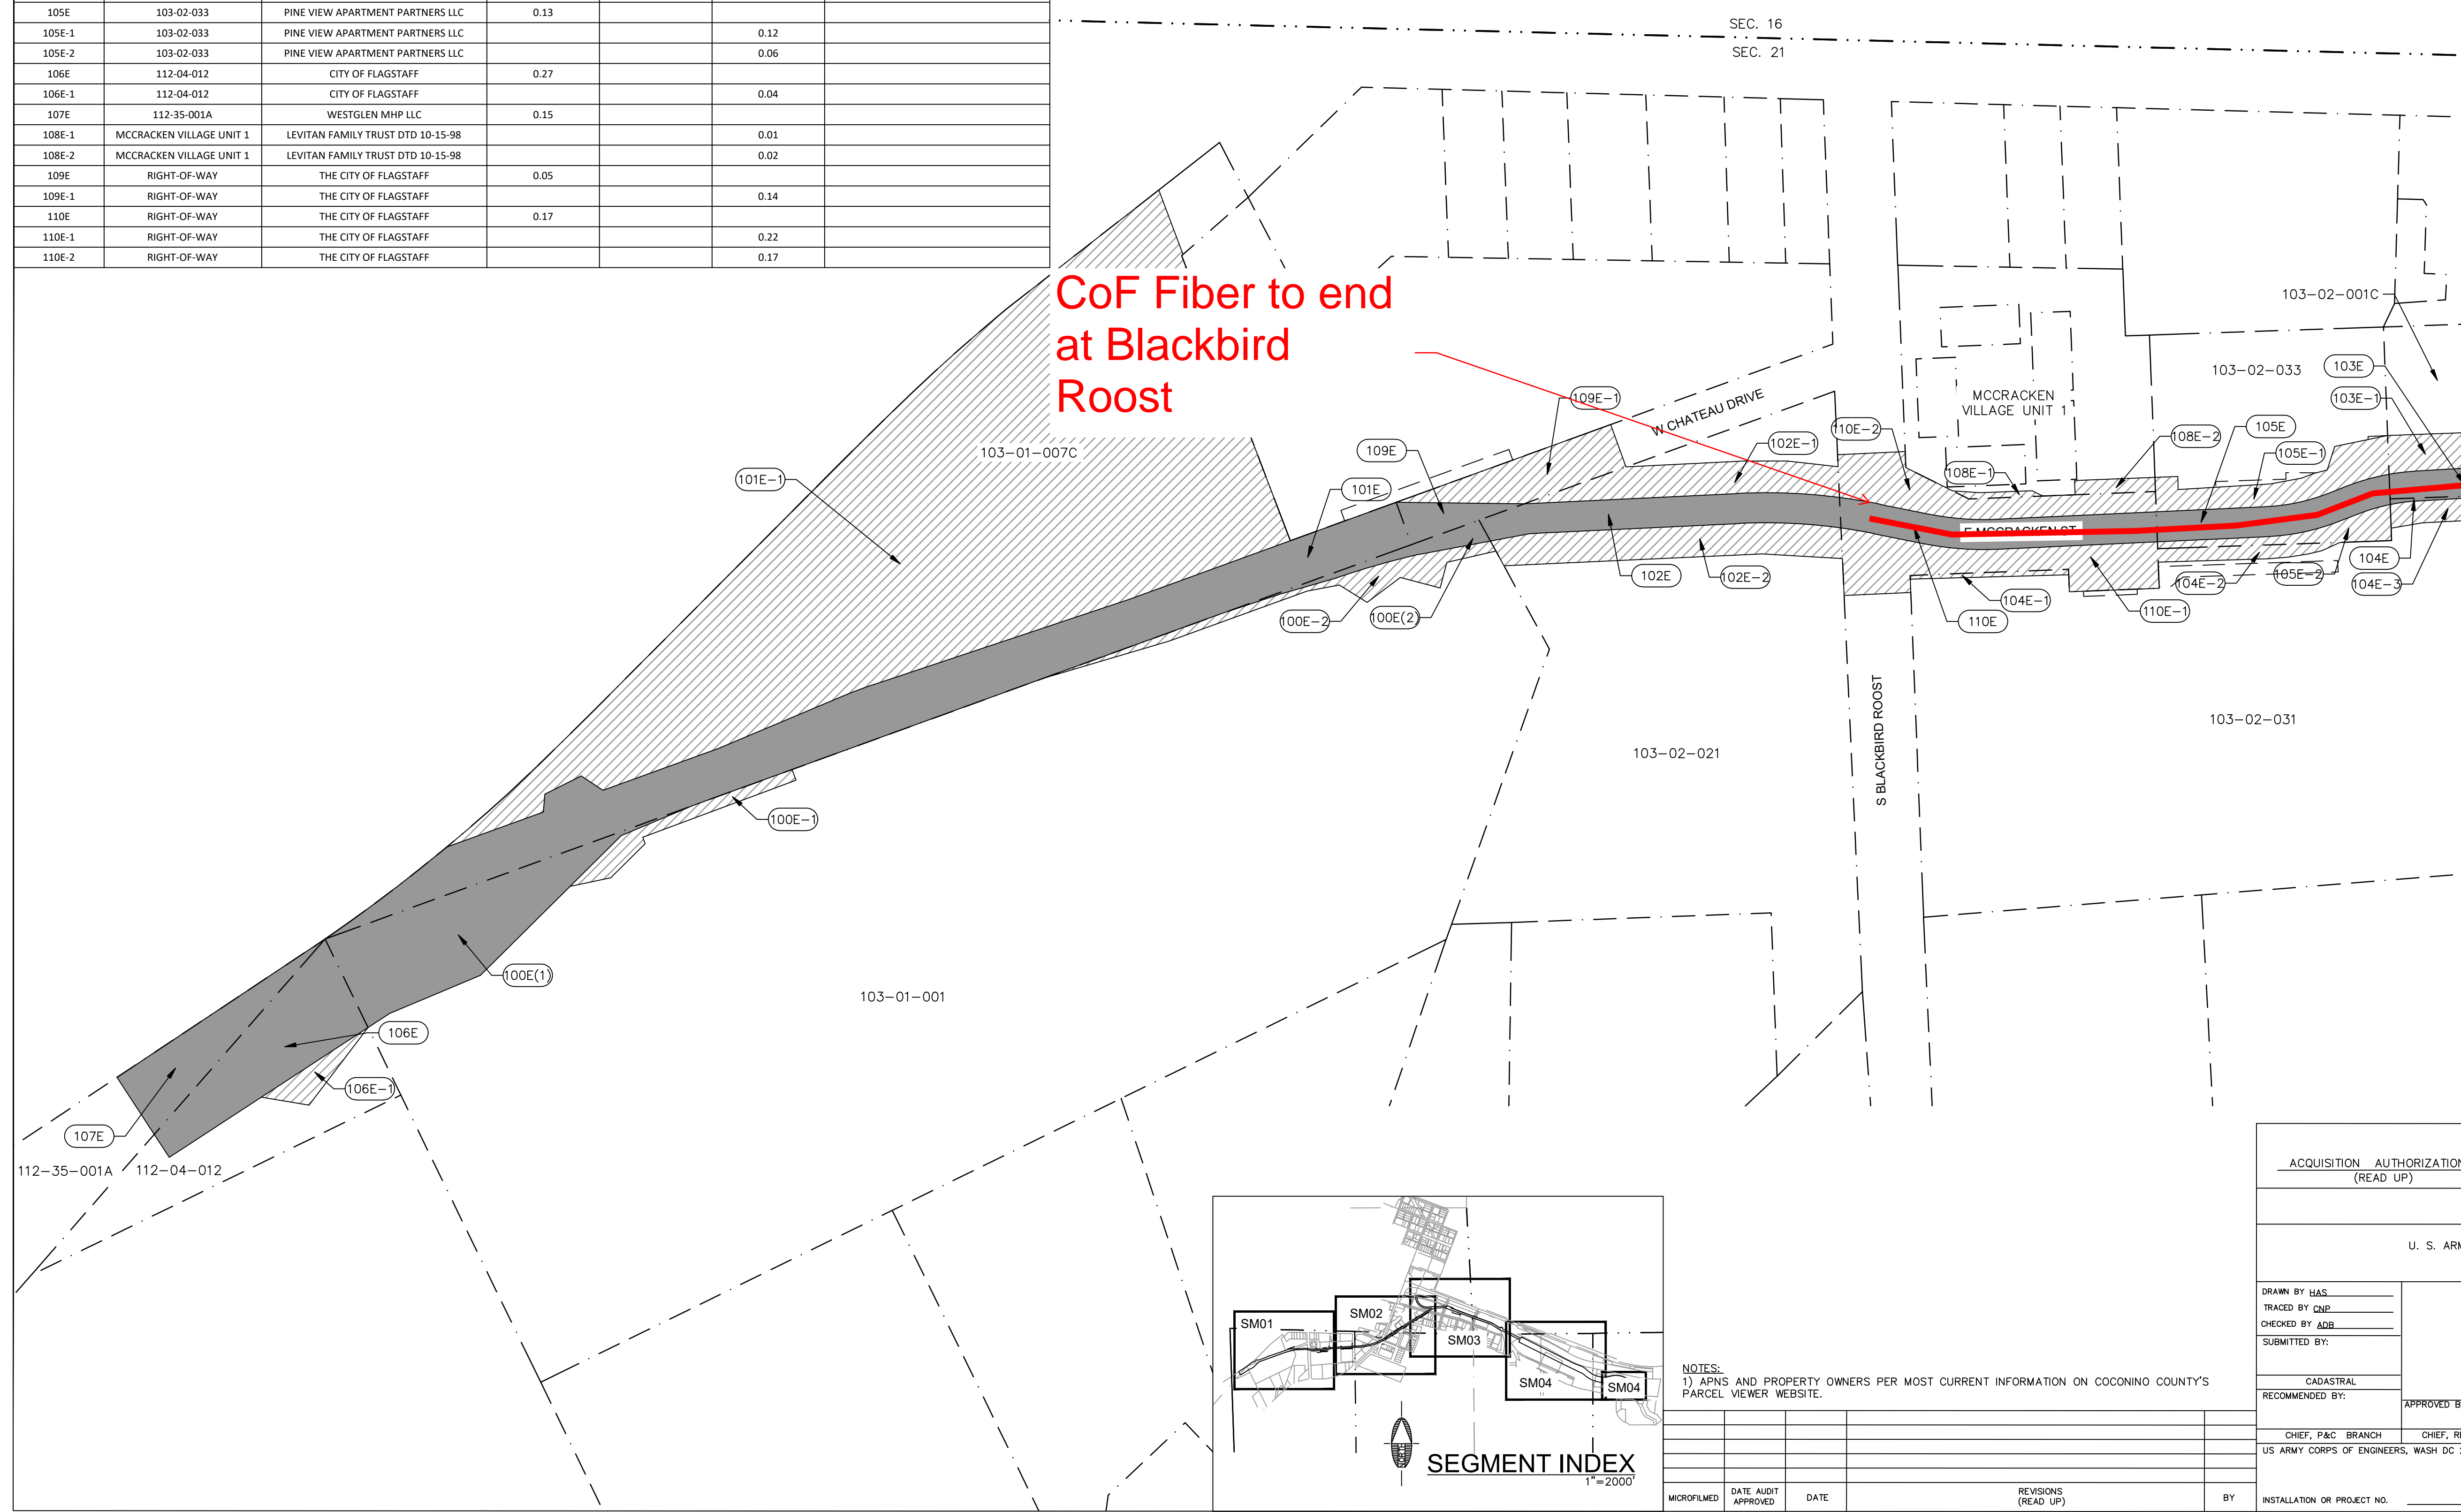 105E 103-02-033 PINE VIEW APARTMENT PARTNERS LLC 0.13
105E-1 103-02-033 PINE VIEW APARTMENT PARTNERS LLC 0.12
105E-2 103-02-033 PINE VIEW APARTMENT PARTNERS LLC 0.06
106E 112-04-012 CITY OF FLAGSTAFF 0.27
106E-1 112-04-012 CITY OF FLAGSTAFF 0.04
107E 112-35-001A WESTGLEN MHP LLC 0.15
108E-1 MCCRACKEN VILLAGE UNIT 1 LEVITAN FAMILY TRUST DTD 10-15-98 0.01
108E-2 MCCRACKEN VILLAGE UNIT 1 LEVITAN FAMILY TRUST DTD 10-15-98 0.02
109E RIGHT-OF-WAY THE CITY OF FLAGSTAFF 0.05
109E-1 RIGHT-OF-WAY THE CITY OF FLAGSTAFF 0.14
110E RIGHT-OF-WAY THE CITY OF FLAGSTAFF 0.17
110E-1 RIGHT-OF-WAY THE CITY OF FLAGSTAFF 0.22
110E-2 RIGHT-OF-WAY THE CITY OF FLAGSTAFF 0.17
SEC. 16
SEC. 21
CoF Fiber to end
at Blackbird
Roost
103-02-001C
103-02-033
103E
103E-1
MCCRACKEN
VILLAGE UNIT 1
109E-1
W CHATEAU DRIVE
110E-2
102E-1
108E-2
105E
105E-1
108E-1
109E
103-01-007C
101E-1
101E
E MCCRACKEN ST
102E
102E-2
104E
104E-1
104E-2
105E-2
104E-3
110E-1
110E
100E-2
100E(2)
S BLACKBIRD ROOST
103-02-031
103-02-021
100E-1
100E(1)
103-01-001
106E
106E-1
107E
112-35-001A
112-04-012
SM01
SM02
SM03
SM04
SM04
SEGMENT INDEX
1"=2000'
NOTES:
1) APNS AND PROPERTY OWNERS PER MOST CURRENT INFORMATION ON COCONINO COUNTY'S
PARCEL VIEWER WEBSITE.
MICROFILMED
DATE AUDIT
APPROVED
DATE
REVISIONS
(READ UP)
BY
ACQUISITION AUTHORIZATION
(READ UP)
U. S. ARM
DRAWN BY HAS
TRACED BY CNP
CHECKED BY ADB
SUBMITTED BY:
CADASTRAL
RECOMMENDED BY:
APPROVED B
CHIEF, P&C BRANCH
CHIEF, R
US ARMY CORPS OF ENGINEERS, WASH DC
INSTALLATION OR PROJECT NO.